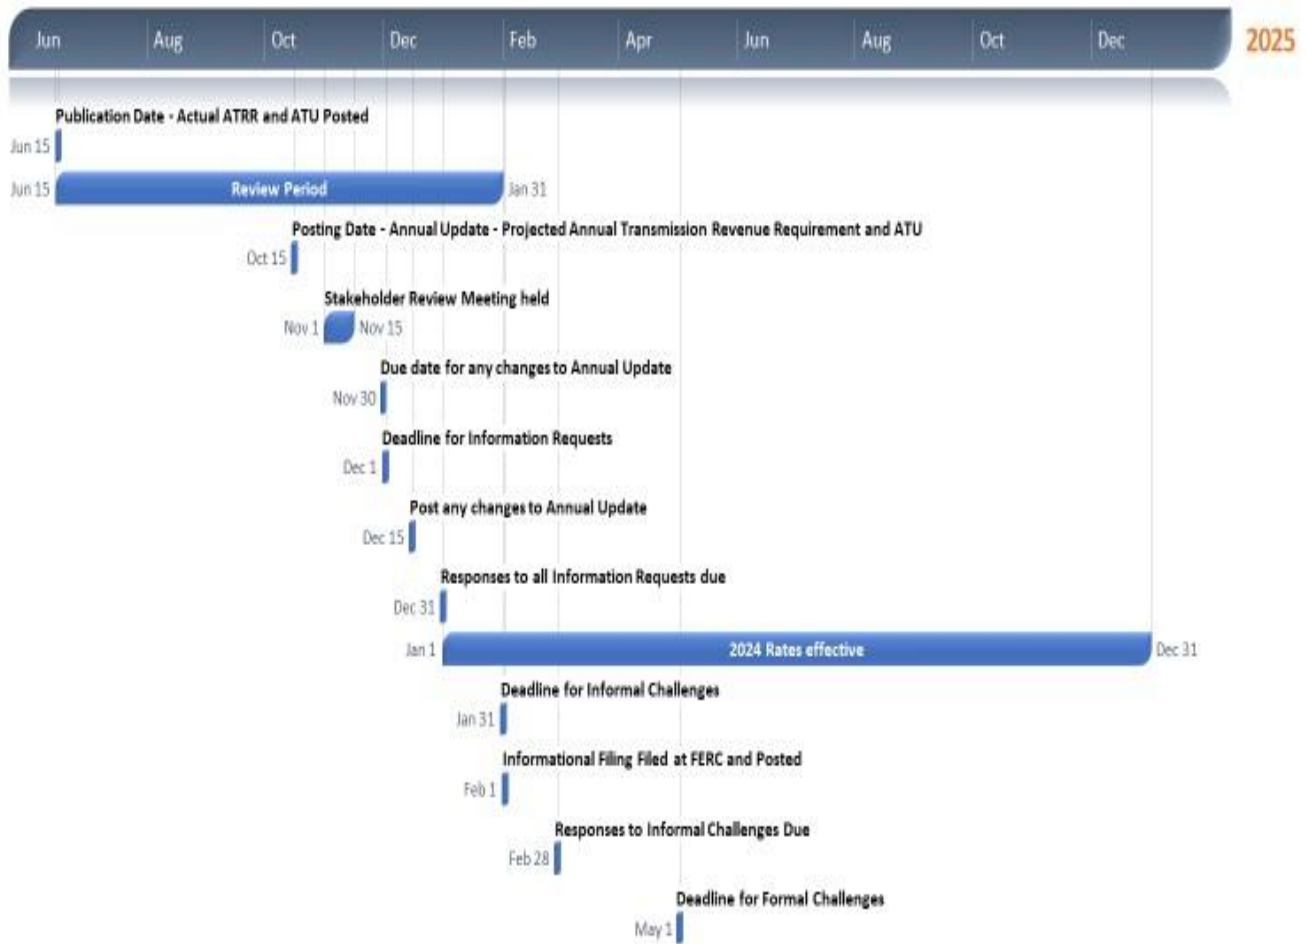 Jun Aug Oct Dec Feb Apr Jun Aug Oct Dec 2025
Publication Date - Actual ATRR and ATU Posted
Jun 15
Jun 15 Review Period Jan 31
Posting Date - Annual Update - Projected Annual Transmission Revenue Requirement and ATU
Oct 15
Stakeholder Review Meeting held
Nov 1 Nov 15
Due date for any changes to Annual Update
Nov 30
Deadline for Information Requests
Dec 1
Post any changes to Annual Update
Dec 15
Responses to all Information Requests due
Dec 31
Jan 1 2024 Rates effective Dec 31
Deadline for Informal Challenges
Jan 31
Informational Filing Filed at FERC and Posted
Feb 1
Responses to Informal Challenges Due
Feb 28
Deadline for Formal Challenges
May 1